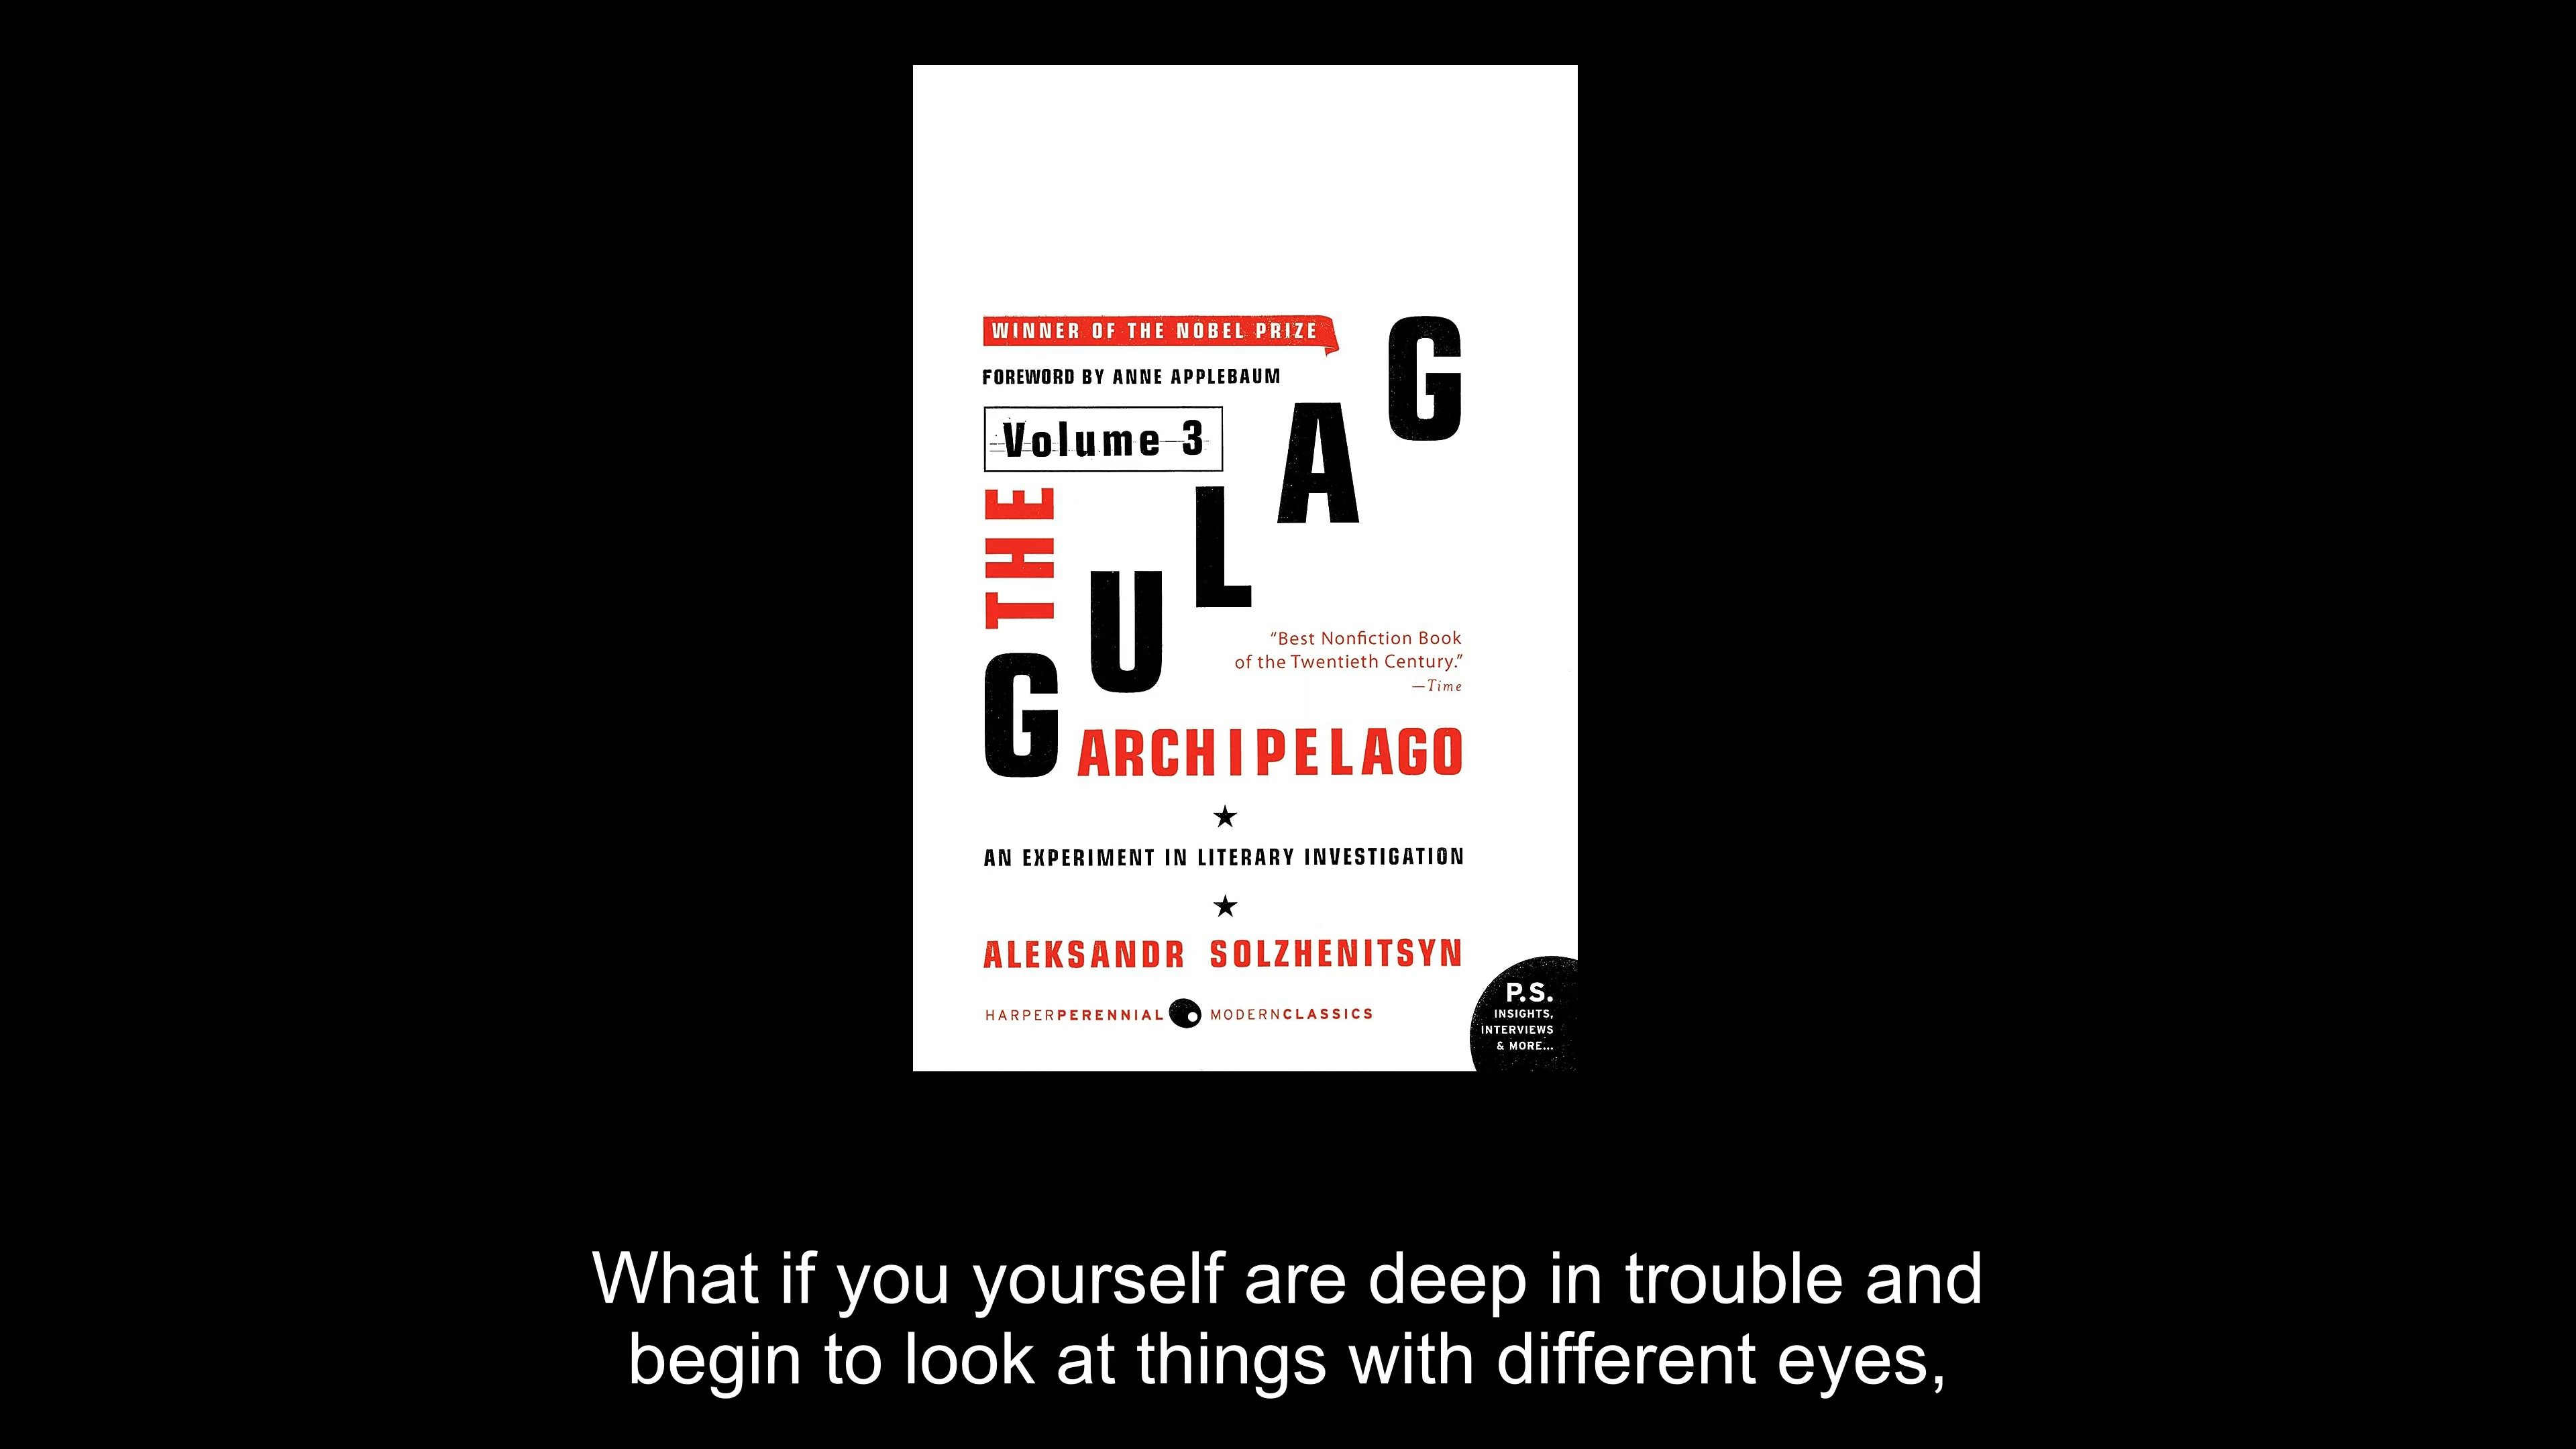 WINNER OF THE NOBEL PRIZE
FOREWORD BY ANNE APPLEBAUM
Volume 3
THE
GULAG
"Best Nonfiction Book
of the Twentieth Century."
—Time
ARCHIPELAGO
AN EXPERIMENT IN LITERARY INVESTIGATION
ALEKSANDR SOLZHENITSYN
HARPERPERENNIAL MODERNCLASSICS
P.S.
INSIGHTS,
INTERVIEWS
& MORE...
What if you yourself are deep in trouble and
begin to look at things with different eyes,